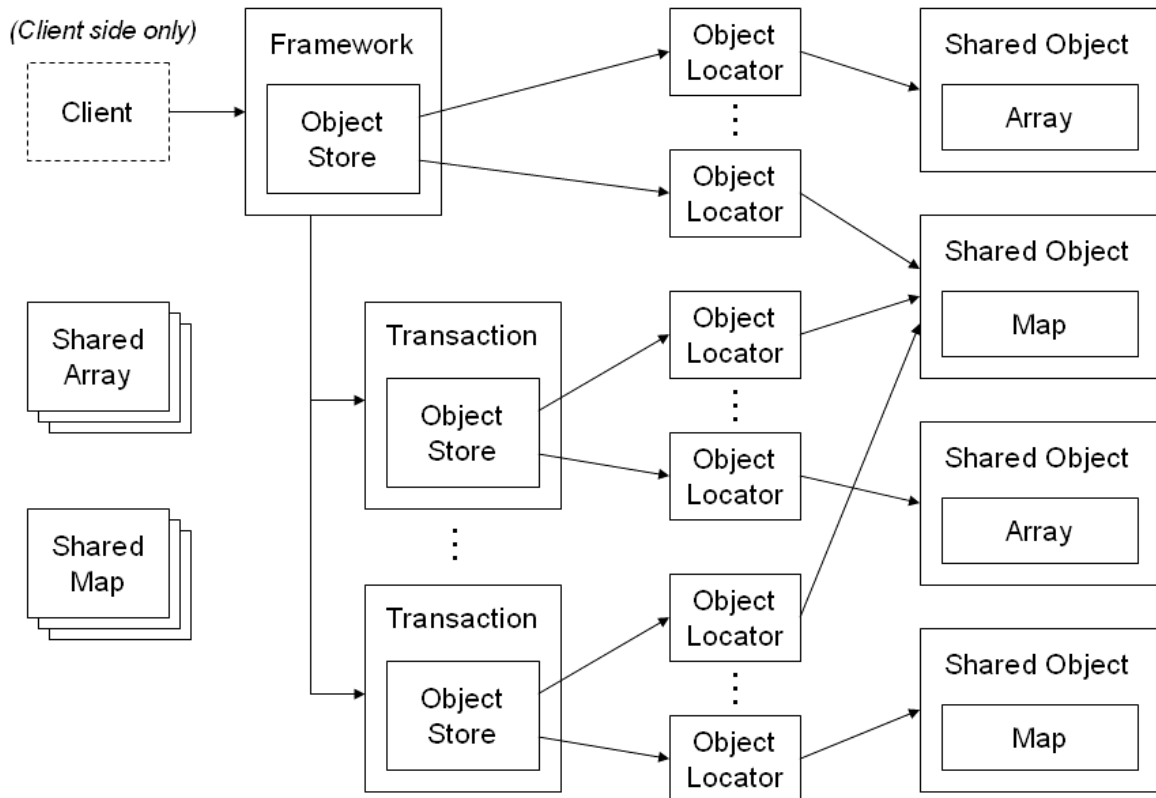 (Client side only)
Client
Framework
Object
Store
Object
Locator
Shared Object
Array
Object
Locator
Shared Object
Map
Shared
Array
Transaction
Object
Store
Object
Locator
Object
Locator
Shared Object
Array
Shared
Map
Transaction
Object
Store
Object
Locator
Object
Locator
Shared Object
Map